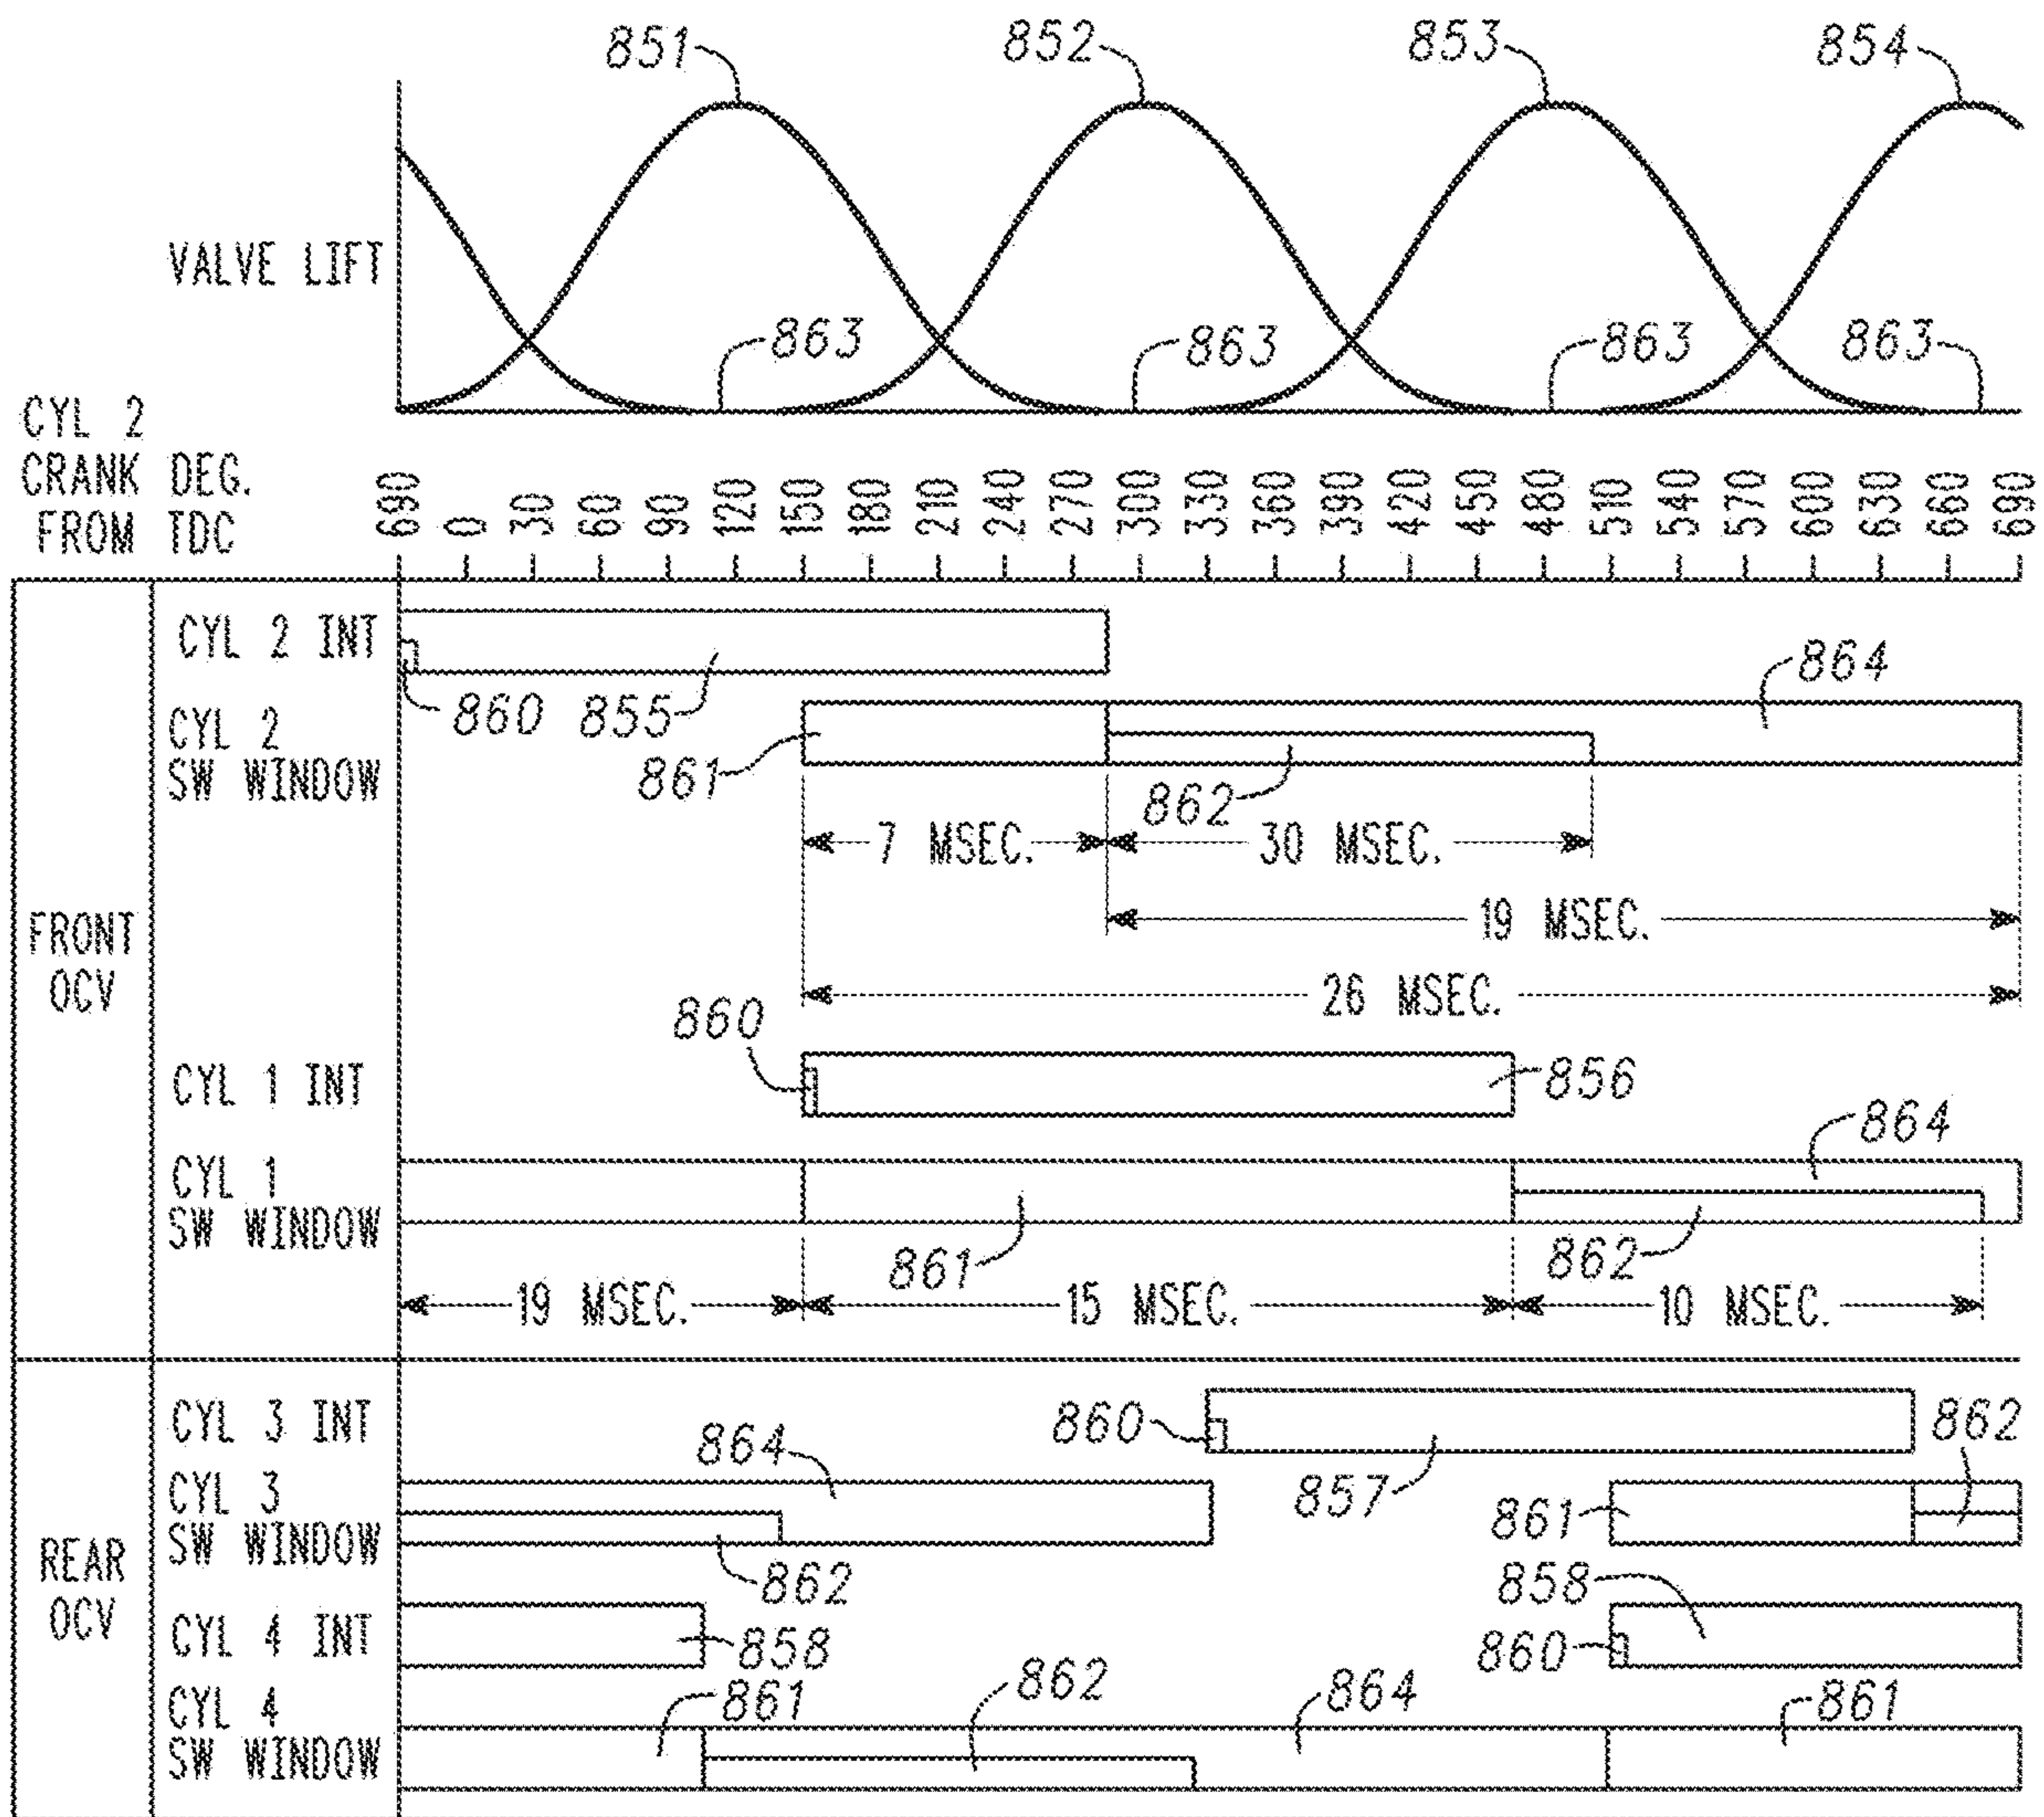 851 852 853 854
VALVE LIFT
863 863 863 863
CYL 2
CRANK DEG.
FROM TDC
690 0 30 60 90 120 150 180 210 240 270 300 330 360 390 420 450 480 510 540 570 600 630 660 690
FRONT
OCV
CYL 2 INT
860 855
864
CYL 2
SW WINDOW
861
862
7 MSEC. 30 MSEC.
19 MSEC.
26 MSEC.
860
CYL 1 INT
856
864
CYL 1
SW WINDOW
861
862
19 MSEC. 15 MSEC. 10 MSEC.
REAR
OCV
CYL 3 INT
860
857
862
864
CYL 3
SW WINDOW
861
862
858
CYL 4 INT
858
860
861 862 864 861
CYL 4
SW WINDOW